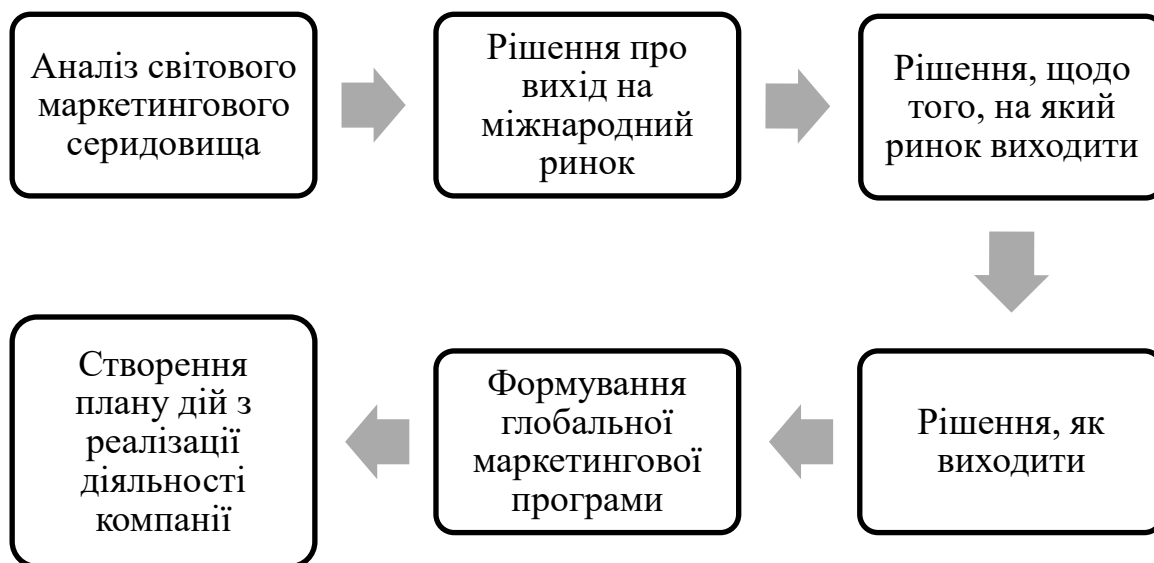 Аналіз світового
маркетингового
серидовища
Рішення про
вихід на
міжнародний
ринок
Рішення, щодо
того, на який
ринок виходити
Рішення, як
виходити
Формування
глобальної
маркетингової
програми
Створення
плану дій з
реалізації
діяльності
компанії